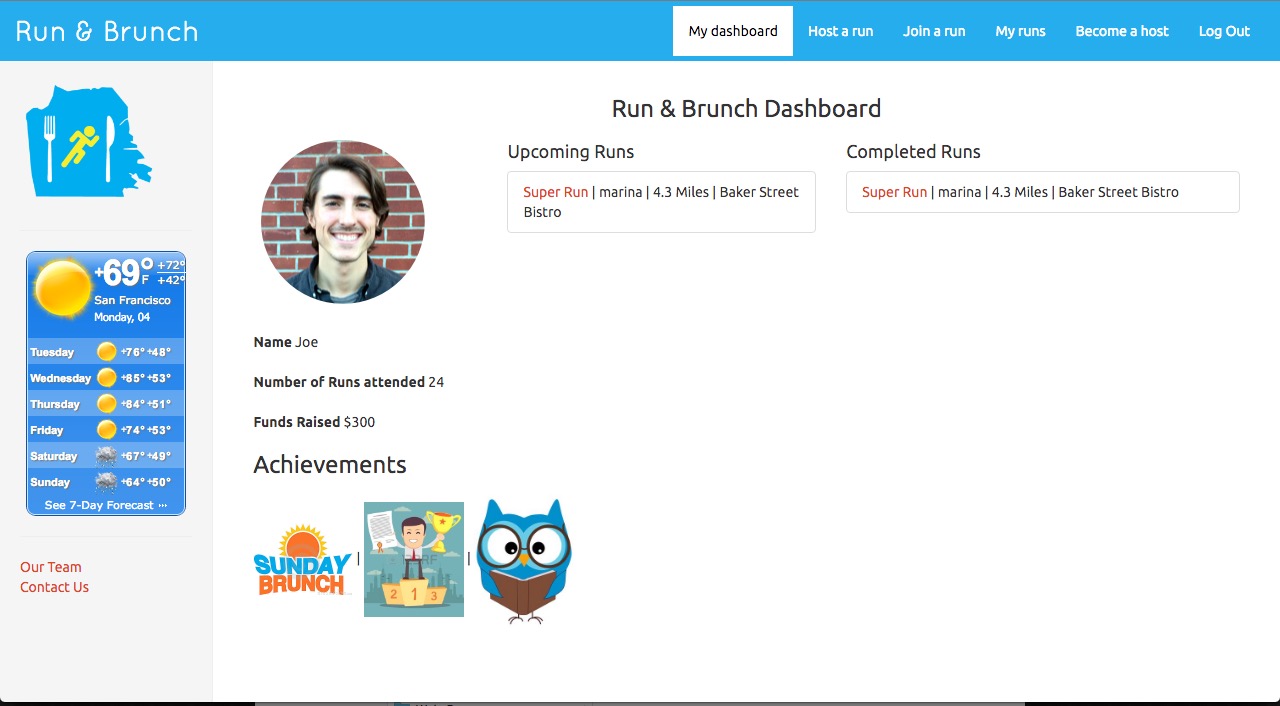 Run & Brunch
My dashboard
Host a run
Join a run
My runs
Become a host
Log Out
+69° F
+72°
+42°
San Francisco
Monday, 04
Tuesday +76° +48°
Wednesday +85° +53°
Thursday +84° +51°
Friday +74° +53°
Saturday +67° +49°
Sunday +64° +50°
See 7-Day Forecast ...
Our Team
Contact Us
Run & Brunch Dashboard
Name Joe
Number of Runs attended 24
Funds Raised $300
Achievements
SUNDAY
BRUNCH
|
2 1 3
|
Upcoming Runs
Super Run | marina | 4.3 Miles | Baker Street
Bistro
Completed Runs
Super Run | marina | 4.3 Miles | Baker Street Bistro